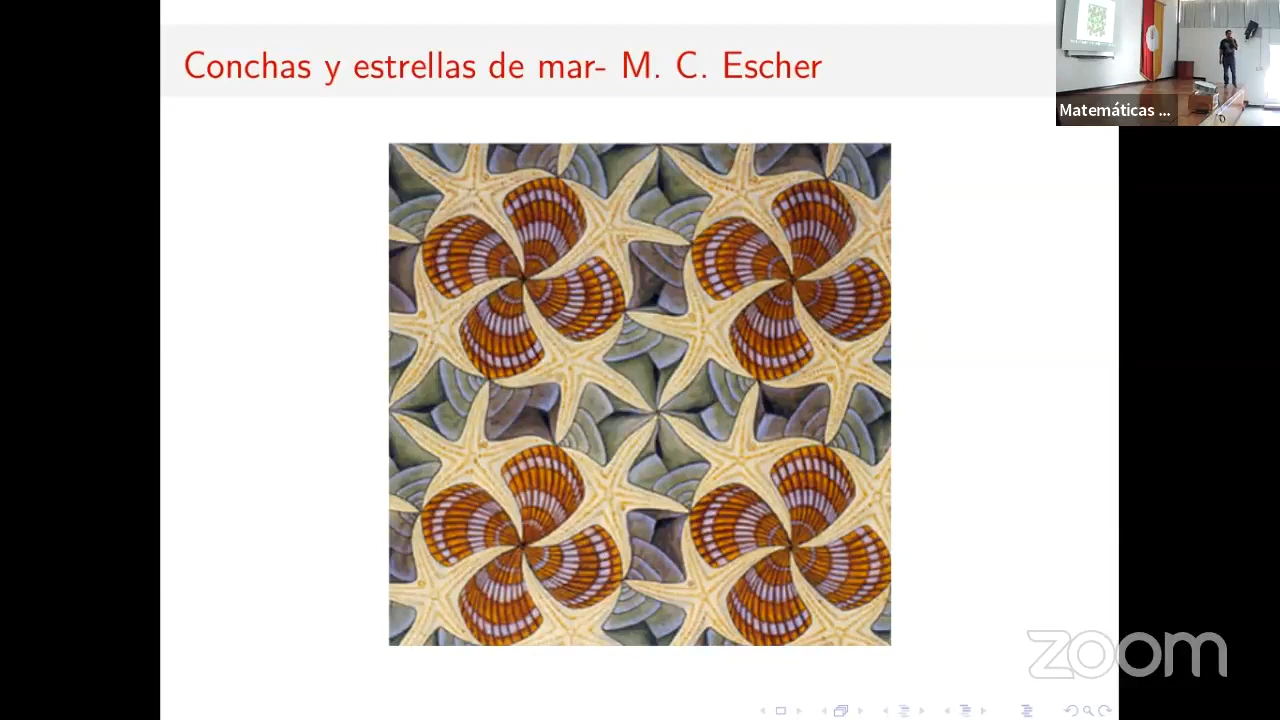 Conchas y estrellas de mar- M. C. Escher
Matemáticas ...
zoom